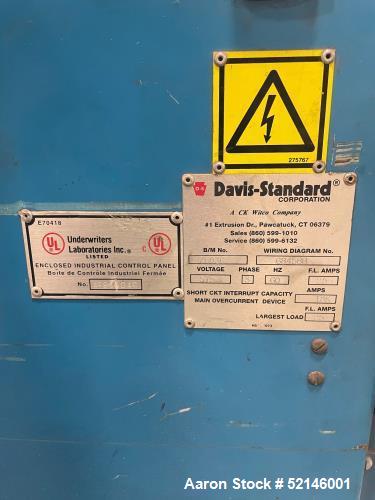 275767
D-S Davis-Standard®
CORPORATION
A CK Witco Company
#1 Extrusion Dr., Pawcatuck, CT 06379
Sales (860) 599-1010
Service (860) 599-6132
B/M No. WIRING DIAGRAM No.
VOLTAGE PHASE HZ F.L. AMPS
3 60
SHORT CKT INTERRUPT CAPACITY AMPS
MAIN OVERCURRENT DEVICE
F.L. AMPS
LARGEST LOAD
E70418
UL Underwriters Laboratories Inc.® C UL
LISTED
ENCLOSED INDUSTRIAL CONTROL PANEL
Boite de Contrôle Industriel Fermée
No.
Aaron Stock # 52146001